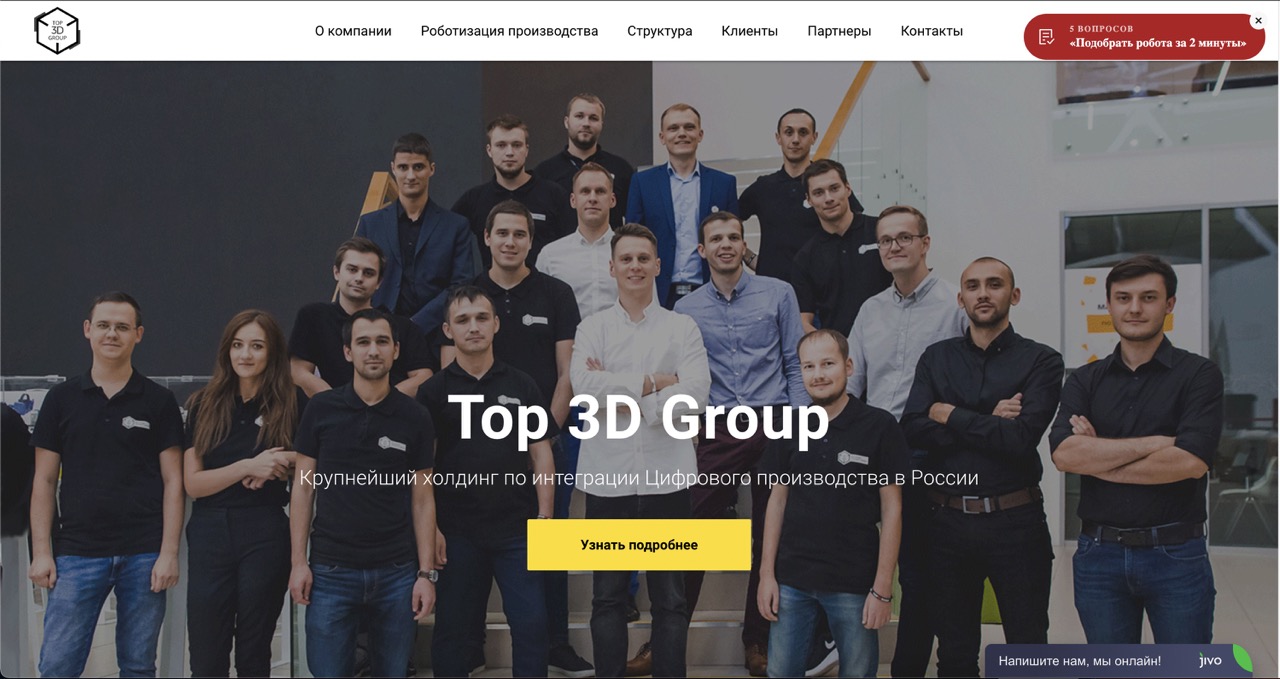 TOP
3D
GROUP
О компании
Роботизация производства
Структура
Клиенты
Партнеры
Контакты
5 ВОПРОСОВ
«Подобрать робота за 2 минуты»
Top 3D Group
Крупнейший холдинг по интеграции Цифрового производства в России
Узнать подробнее
Напишите нам, мы онлайн!
jivo